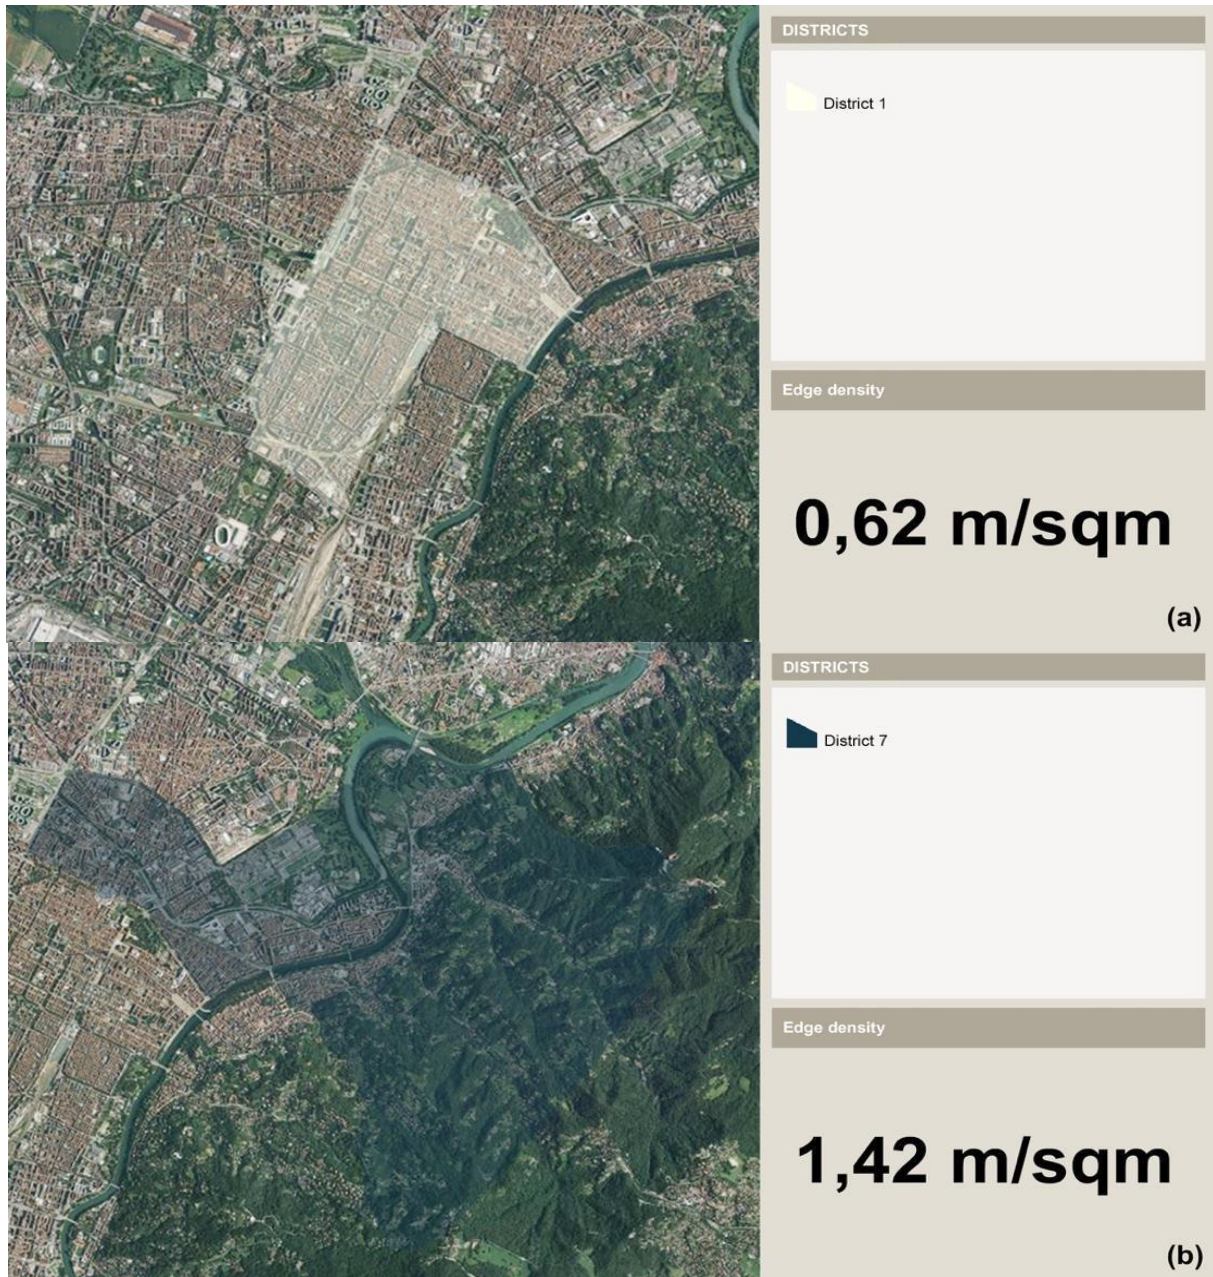 DISTRICTS
District 1
Edge density
0,62 m/sqm
(a)
DISTRICTS
District 7
Edge density
1,42 m/sqm
(b)